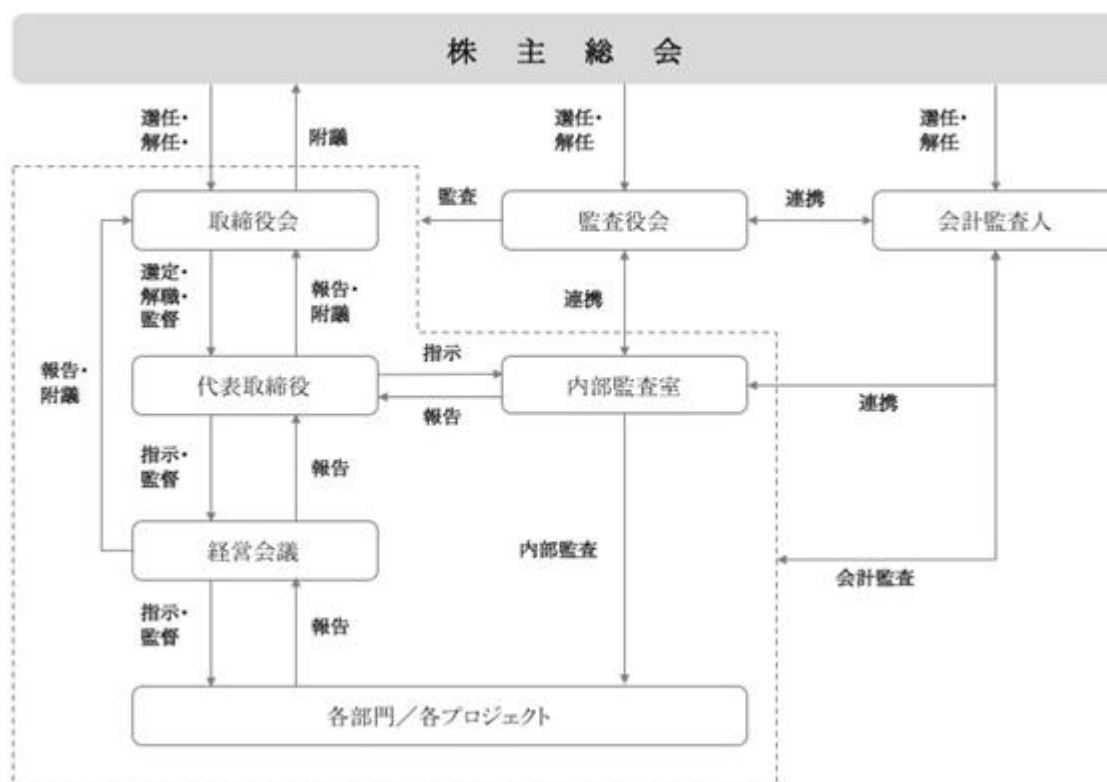 株 主 総 会
選任・
解任・
附議
選任・
解任
選任・
解任
取締役会
監査
監査役会
連携
会計監査人
選定・
解職・
監督
報告・
附議
連携
報告・
附議
代表取締役
指示
報告
内部監査室
連携
指示・
監督
報告
経営会議
内部監査
会計監査
指示・
監督
報告
各部門／各プロジェクト